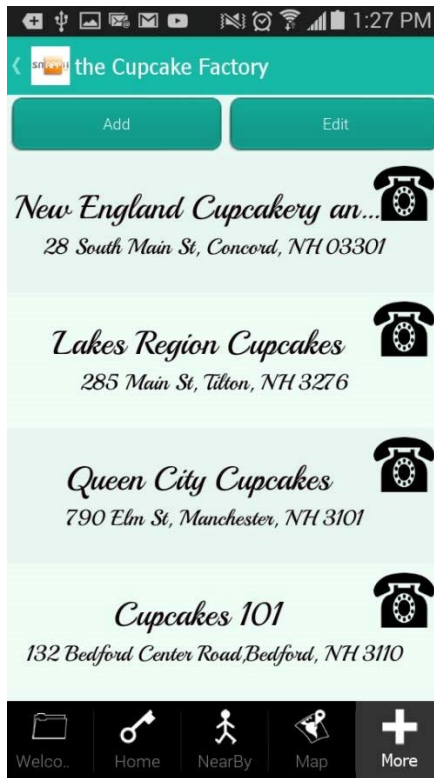 1:27 PM
the Cupcake Factory
Add
Edit
New England Cupcakery an...
28 South Main St, Concord, NH 03301
Lakes Region Cupcakes
285 Main St, Tilton, NH 3276
Queen City Cupcakes
790 Elm St, Manchester, NH 3101
Cupcakes 101
132 Bedford Center Road,Bedford, NH 3110
Welco..
Home
NearBy
Map
More